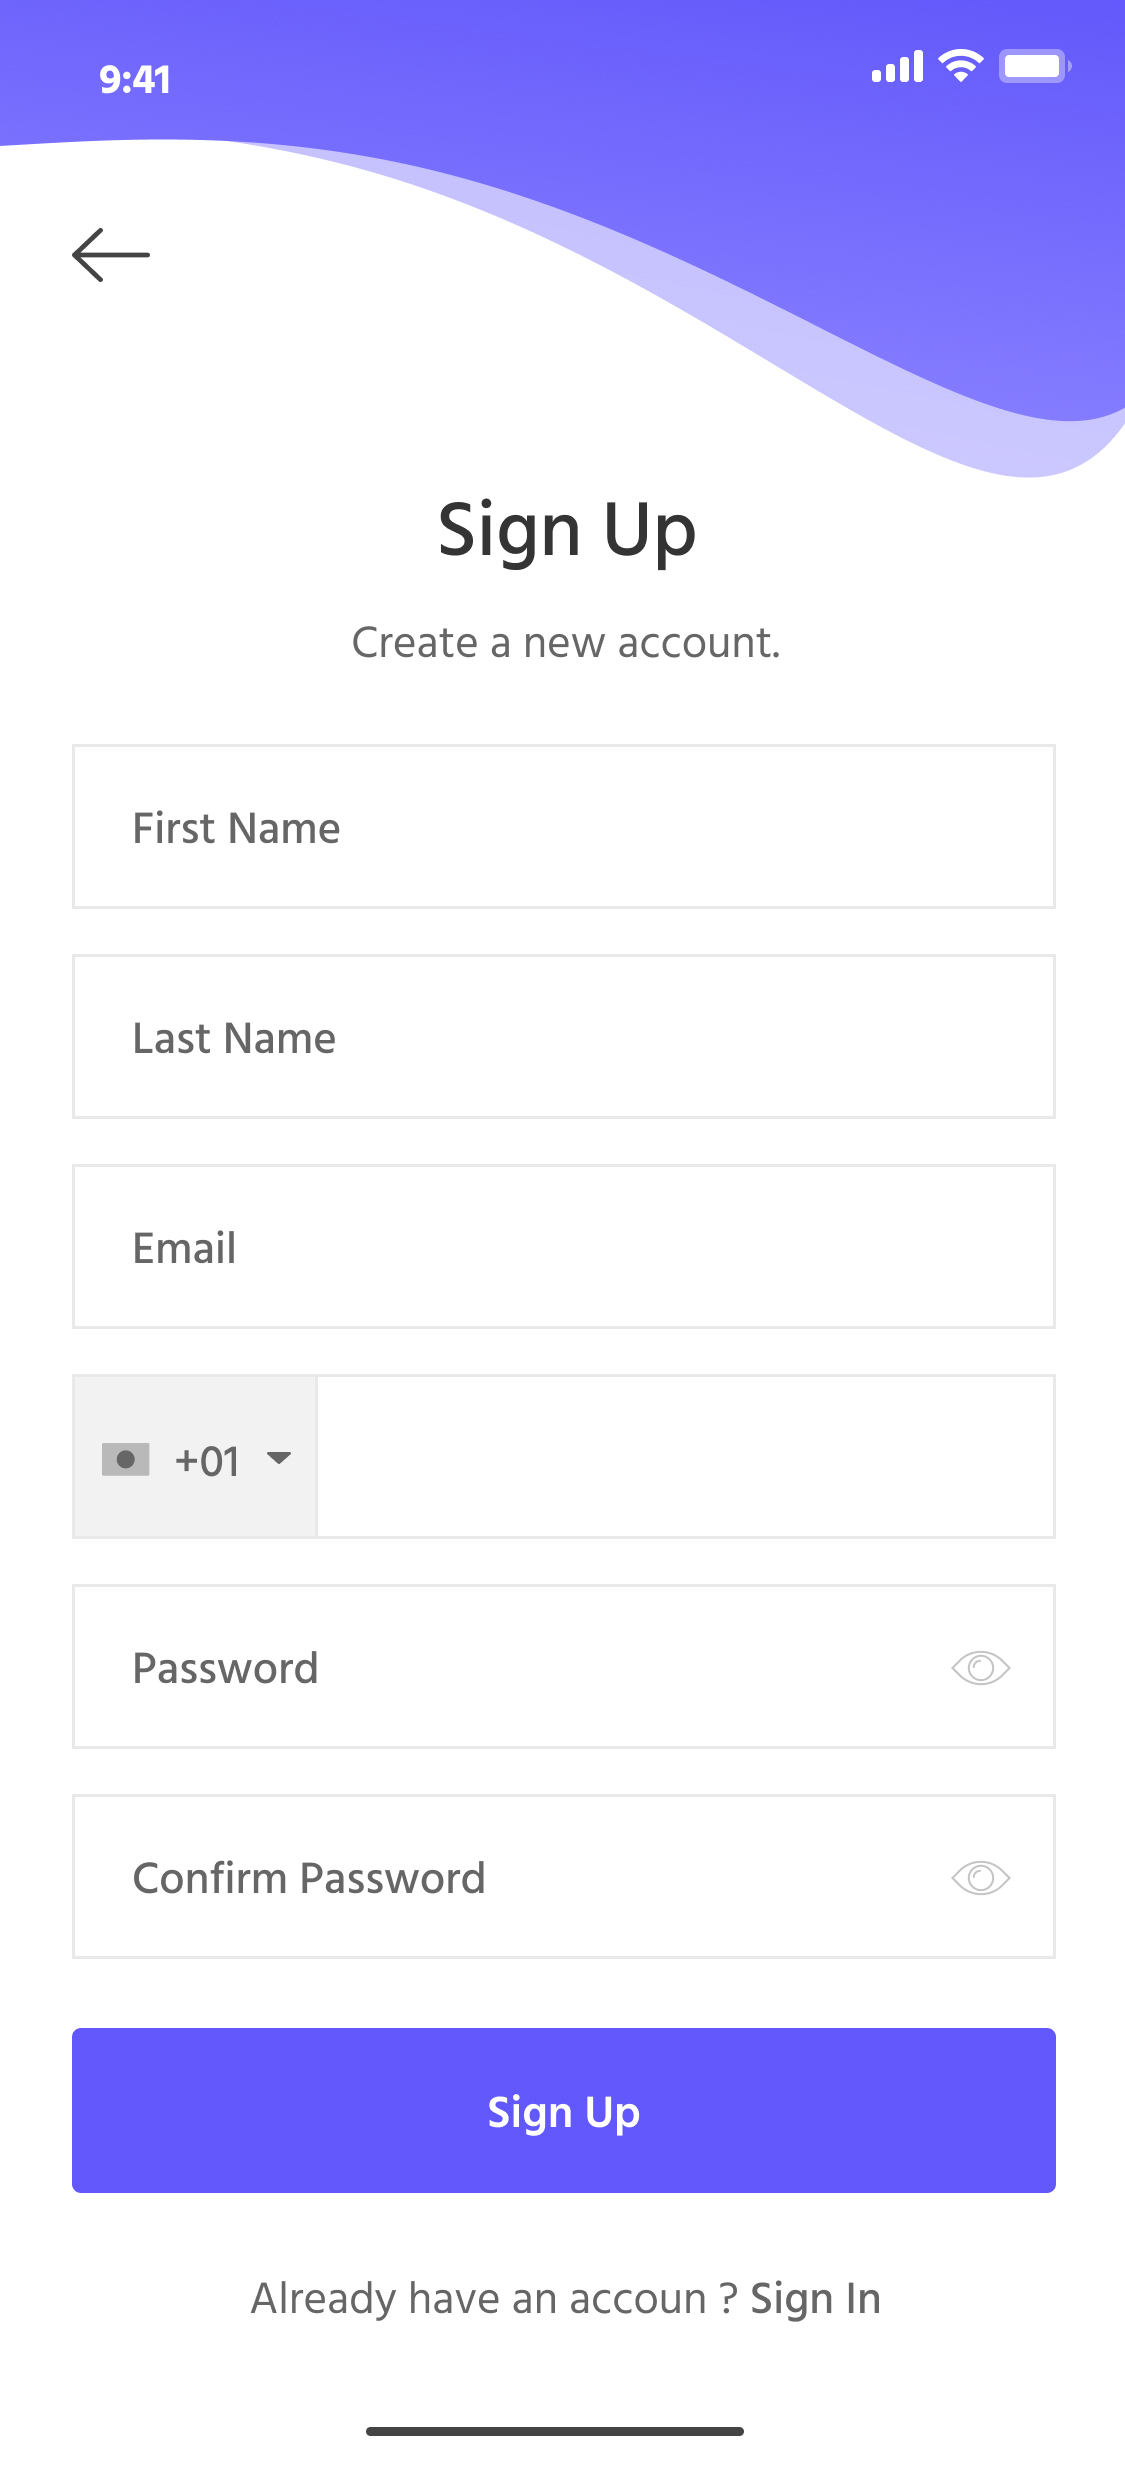 9:41
Sign Up
Create a new account.
First Name
Last Name
Email
+01
Password
Confirm Password
Sign Up
Already have an accoun ? Sign In